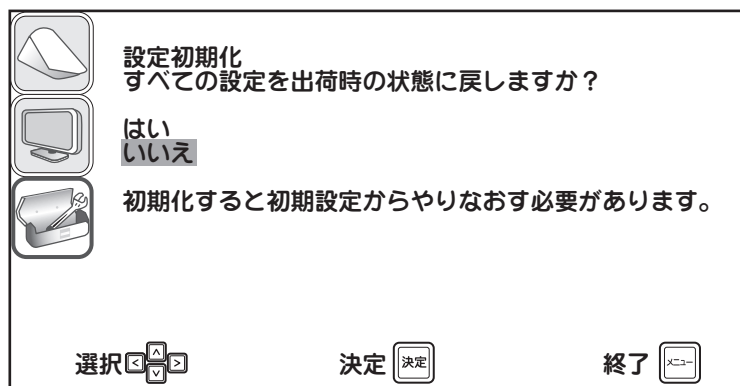 設定初期化
すべての設定を出荷時の状態に戻しますか？
はい
いいえ
初期化すると初期設定からやりなおす必要があります。
選択 決定 決定 終了 メニュー